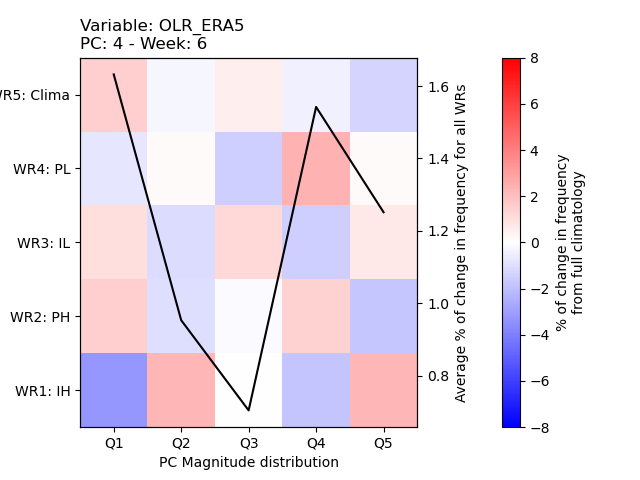 Variable: OLR_ERA5
PC: 4 - Week: 6
WR5: Clima
WR4: PL
WR3: IL
WR2: PH
WR1: IH
Q1 Q2 Q3 Q4 Q5
PC Magnitude distribution
1.6
1.4
1.2
1.0
0.8
Average % of change in frequency for all WRs
8
6
4
2
0
−2
−4
−6
−8
% of change in frequency
from full climatology